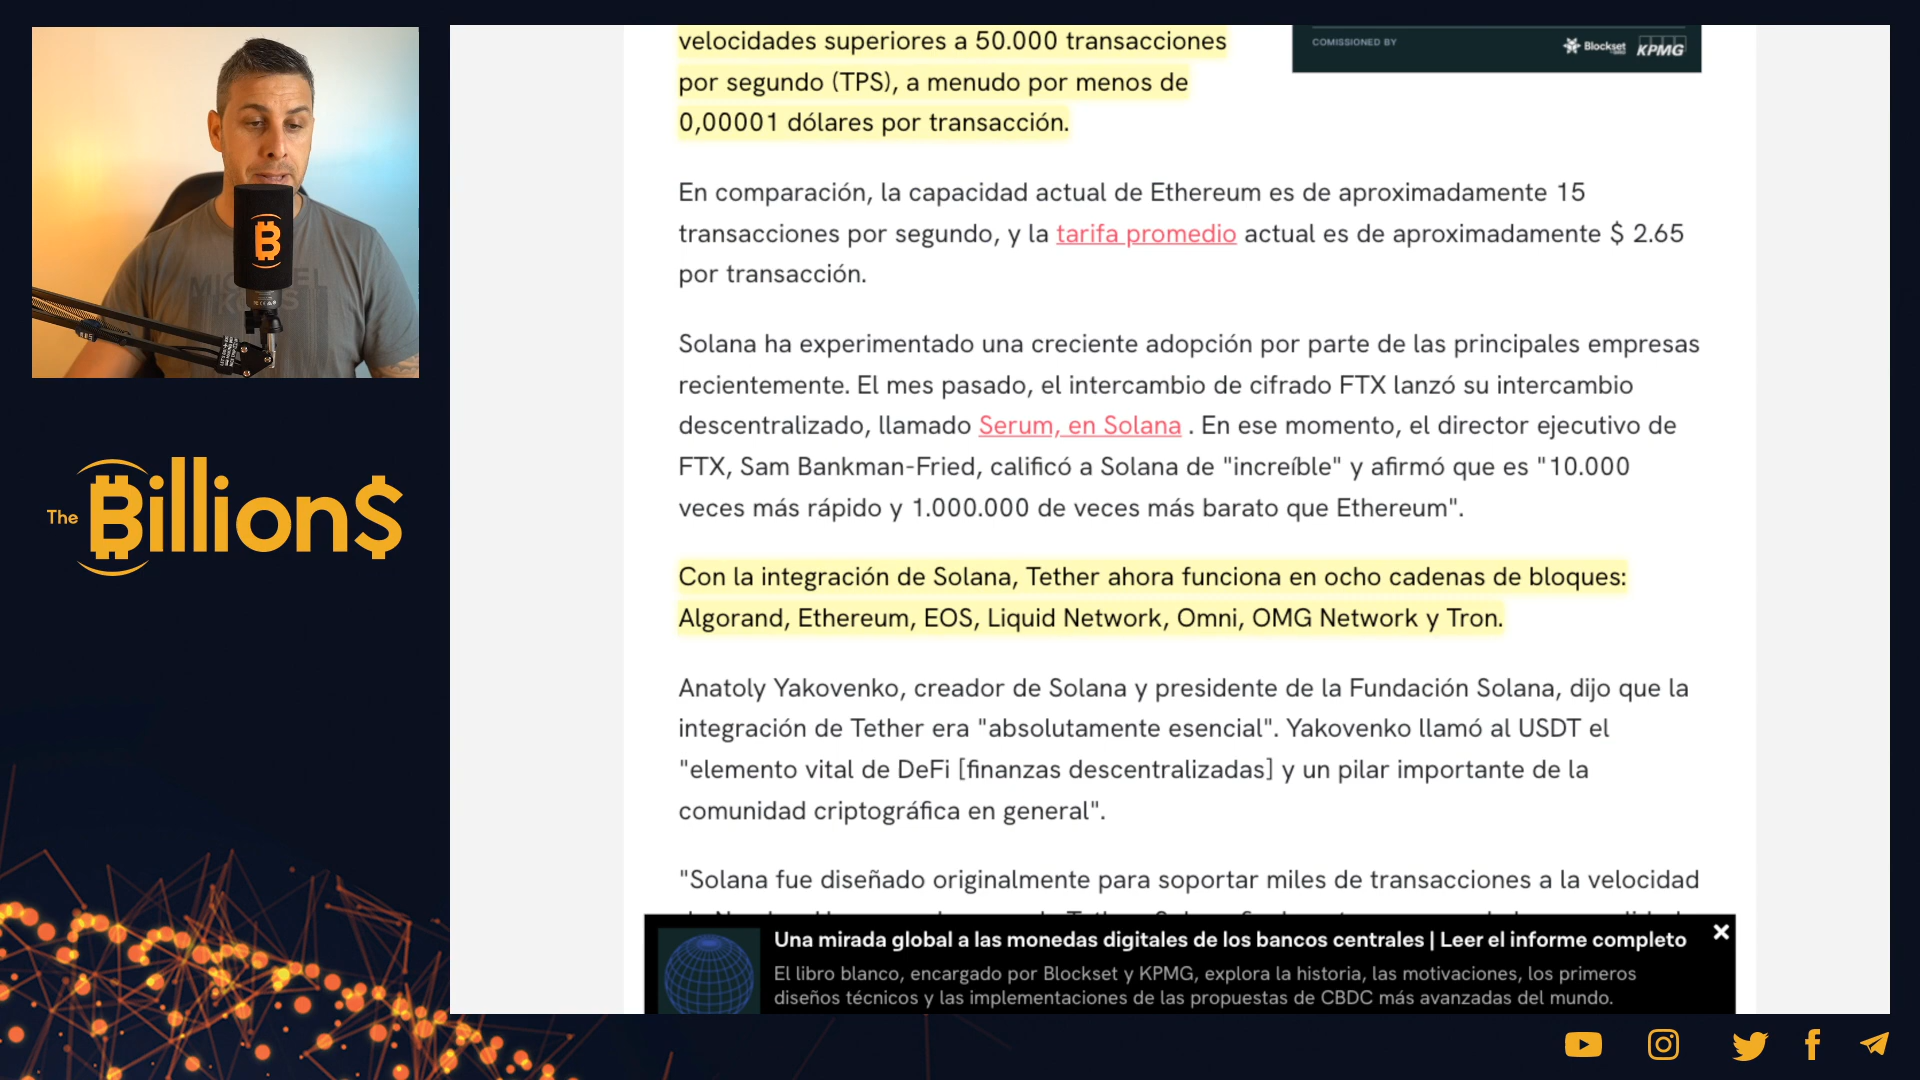 velocidades superiores a 50.000 transacciones
por segundo (TPS), a menudo por menos de
0,00001 dólares por transacción.
COMISSIONED BY
Blockset
KPMG
En comparación, la capacidad actual de Ethereum es de aproximadamente 15
transacciones por segundo, y la tarifa promedio actual es de aproximadamente $ 2.65
por transacción.
Solana ha experimentado una creciente adopción por parte de las principales empresas
recientemente. El mes pasado, el intercambio de cifrado FTX lanzó su intercambio
descentralizado, llamado Serum, en Solana . En ese momento, el director ejecutivo de
FTX, Sam Bankman-Fried, calificó a Solana de "increíble" y afirmó que es "10.000
veces más rápido y 1.000.000 de veces más barato que Ethereum".
Con la integración de Solana, Tether ahora funciona en ocho cadenas de bloques:
Algorand, Ethereum, EOS, Liquid Network, Omni, OMG Network y Tron.
Anatoly Yakovenko, creador de Solana y presidente de la Fundación Solana, dijo que la
integración de Tether era "absolutamente esencial". Yakovenko llamó al USDT el
"elemento vital de DeFi [finanzas descentralizadas] y un pilar importante de la
comunidad criptográfica en general".
"Solana fue diseñado originalmente para soportar miles de transacciones a la velocidad
Una mirada global a las monedas digitales de los bancos centrales | Leer el informe completo
El libro blanco, encargado por Blockset y KPMG, explora la historia, las motivaciones, los primeros
diseños técnicos y las implementaciones de las propuestas de CBDC más avanzadas del mundo.
The Billion$